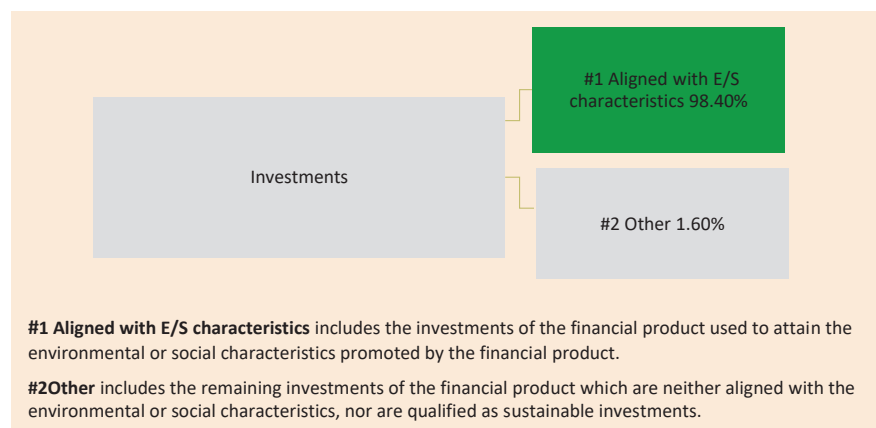 #1 Aligned with E/S
characteristics 98.40%
Investments
#2 Other 1.60%
#1 Aligned with E/S characteristics includes the investments of the financial product used to attain the
environmental or social characteristics promoted by the financial product.
#2Other includes the remaining investments of the financial product which are neither aligned with the
environmental or social characteristics, nor are qualified as sustainable investments.